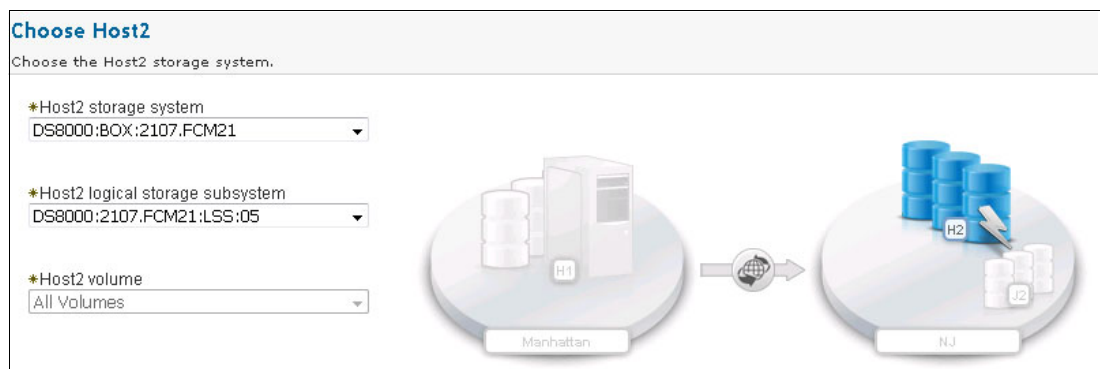 Choose Host2
Choose the Host2 storage system.
*Host2 storage system
DS8000:BOX:2107.FCM21
*Host2 logical storage subsystem
DS8000:2107.FCM21:LSS:05
*Host2 volume
All Volumes
H1
Manhattan
H2
J2
NJ